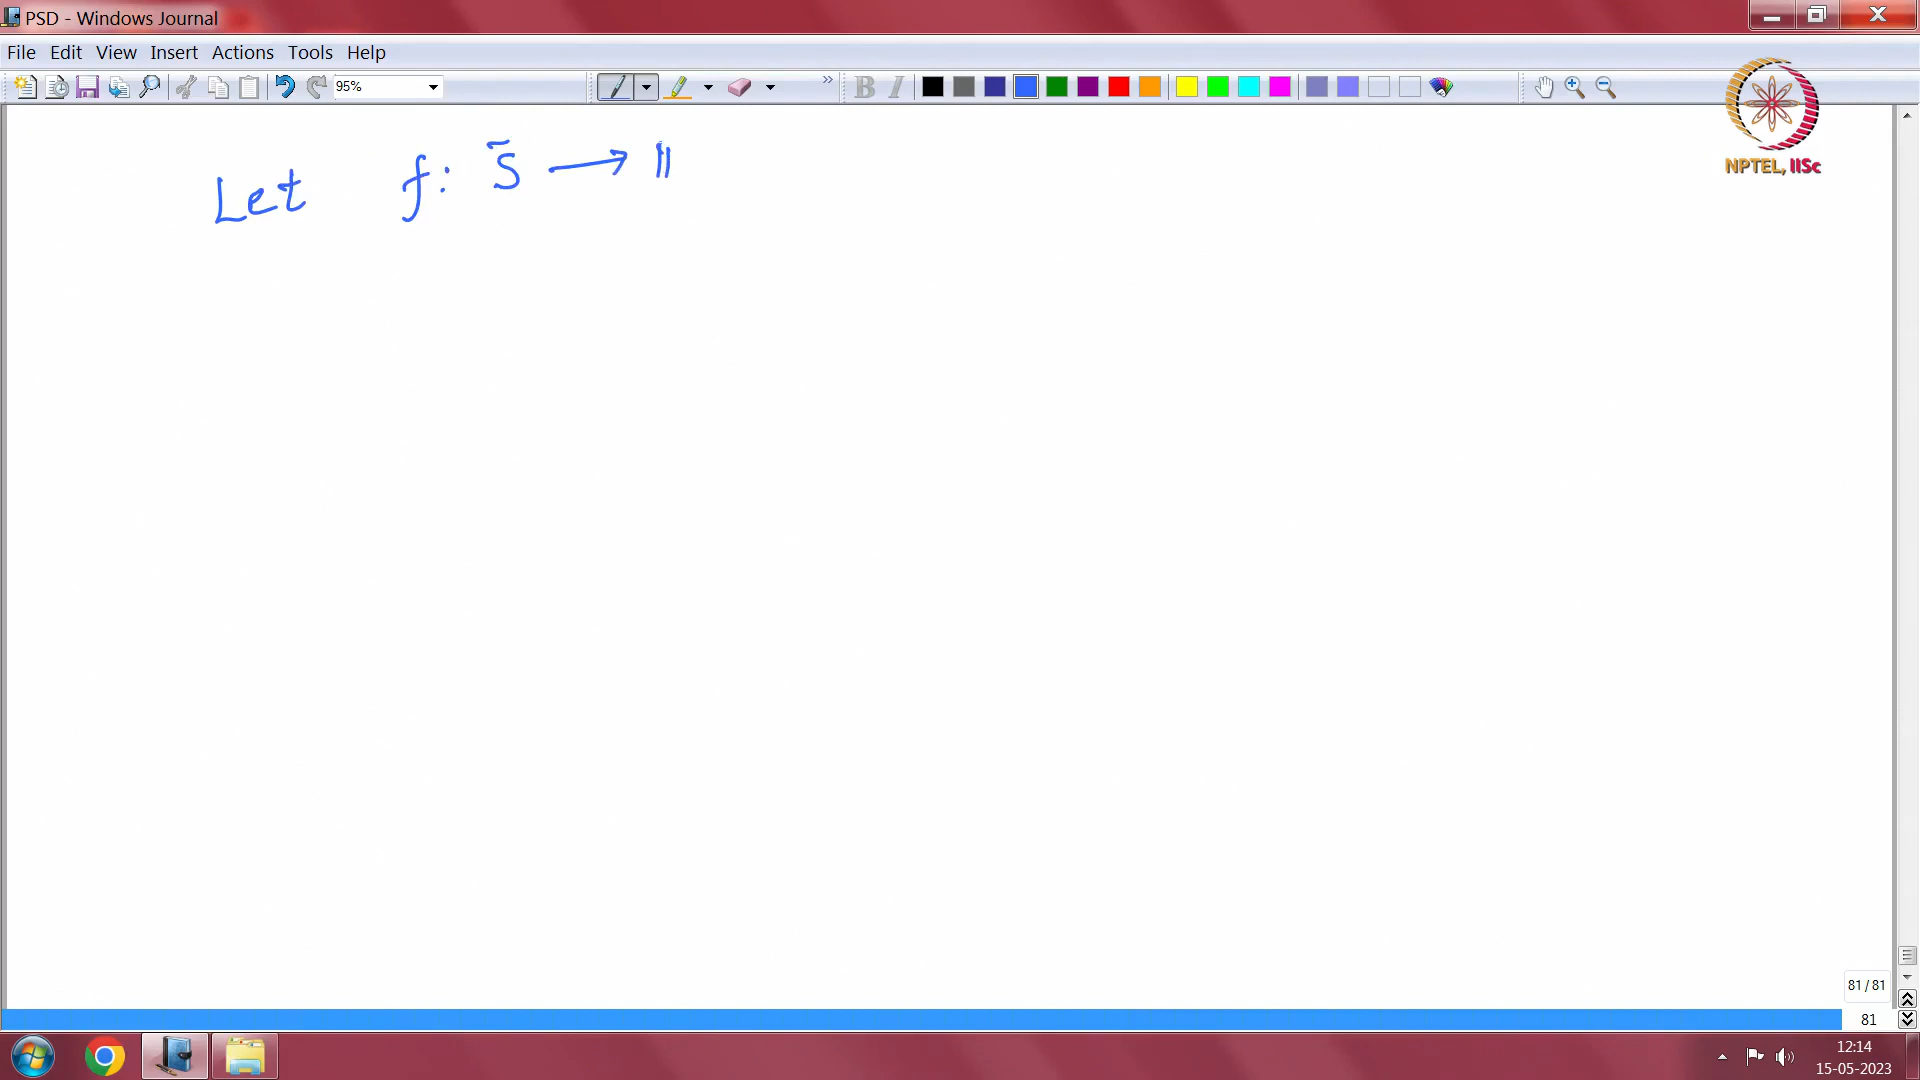 PSD - Windows Journal
File Edit View Insert Actions Tools Help
95%
NPTEL, IISc
Let f: S̄ → ||
81 / 81
81
12:14
15-05-2023